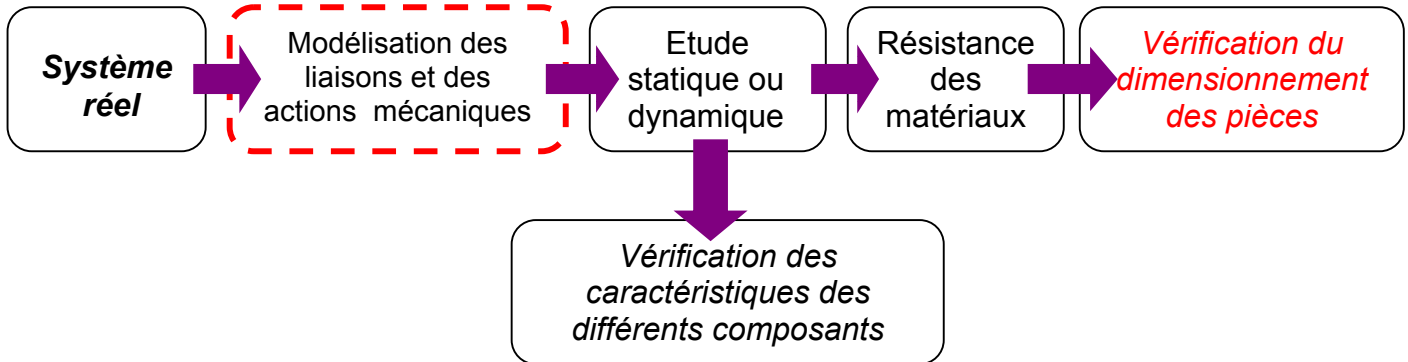 Système
réel
Modélisation des
liaisons et des
actions mécaniques
Etude
statique ou
dynamique
Résistance
des
matériaux
Vérification du
dimensionnement
des pièces
Vérification des
caractéristiques des
différents composants